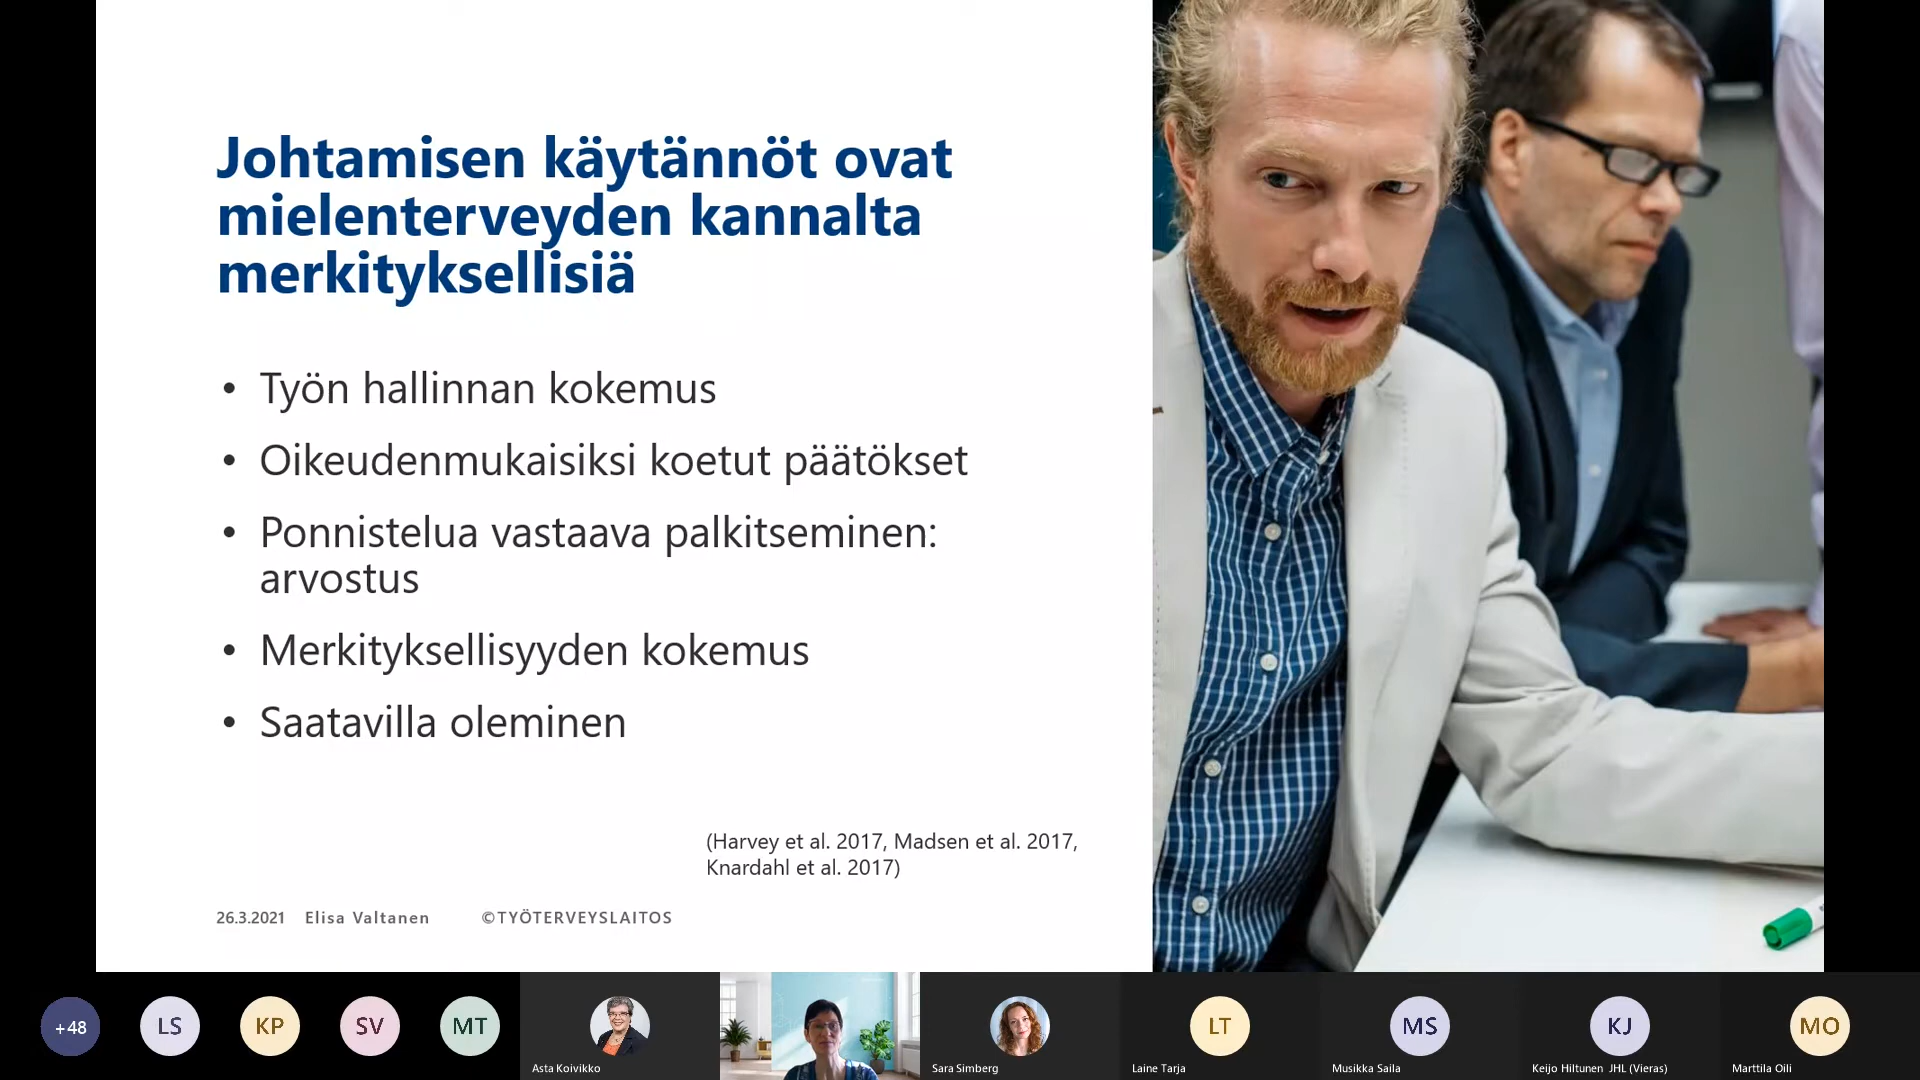 Johtamisen käytännöt ovat
mielenterveyden kannalta
merkityksellisiä
• Työn hallinnan kokemus
• Oikeudenmukaisiksi koetut päätökset
• Ponnistelua vastaava palkitseminen:
arvostus
• Merkityksellisyyden kokemus
• Saatavilla oleminen
(Harvey et al. 2017, Madsen et al. 2017,
Knardahl et al. 2017)
26.3.2021 Elisa Valtanen ©TYÖTERVEYSLAITOS
+48 LS KP SV MT LT MS KJ MO
Asta Koivikko Sara Simberg Laine Tarja Musikka Saila Keijo Hiltunen JHL (Vieras) Marttila Oili